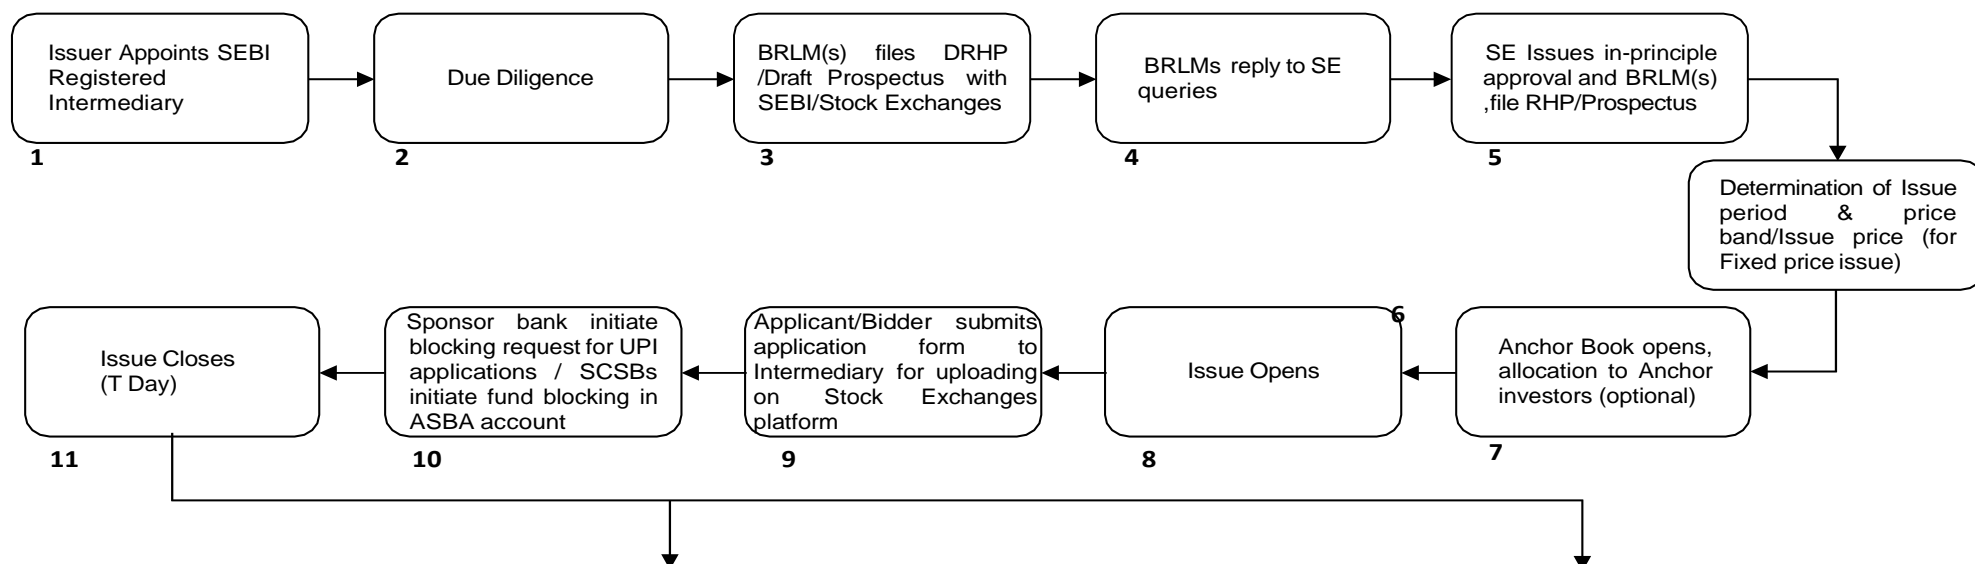 Issuer Appoints SEBI
Registered
Intermediary
1
Due Diligence
2
BRLM(s) files DRHP
/Draft Prospectus with
SEBI/Stock Exchanges
3
BRLMs reply to SE
queries
4
SE Issues in-principle
approval and BRLM(s)
,file RHP/Prospectus
5
Determination of Issue
period & price
band/Issue price (for
Fixed price issue)
6
Anchor Book opens,
allocation to Anchor
investors (optional)
7
Issue Opens
8
Applicant/Bidder submits
application form to
Intermediary for uploading
on Stock Exchanges
platform
9
Sponsor bank initiate
blocking request for UPI
applications / SCSBs
initiate fund blocking in
ASBA account
10
Issue Closes
(T Day)
11